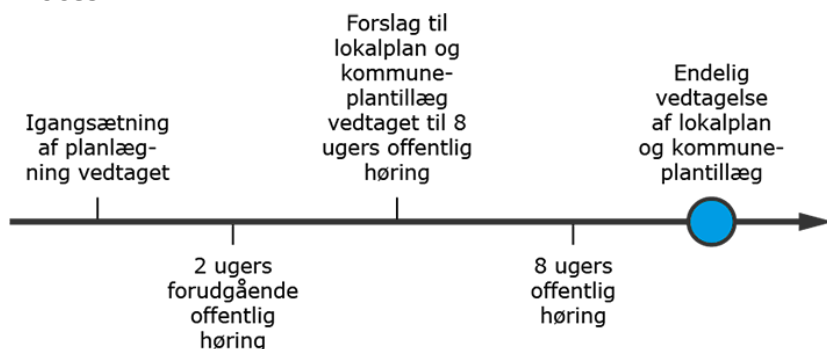 Igangsætning
af planlæg-
ning vedtaget
2 ugers
forudgående
offentlig
høring
Forslag til
lokalplan og
kommune-
plantillæg
vedtaget til 8
ugers offentlig
høring
8 ugers
offentlig
høring
Endelig
vedtagelse
af lokalplan
og kommune-
plantillæg